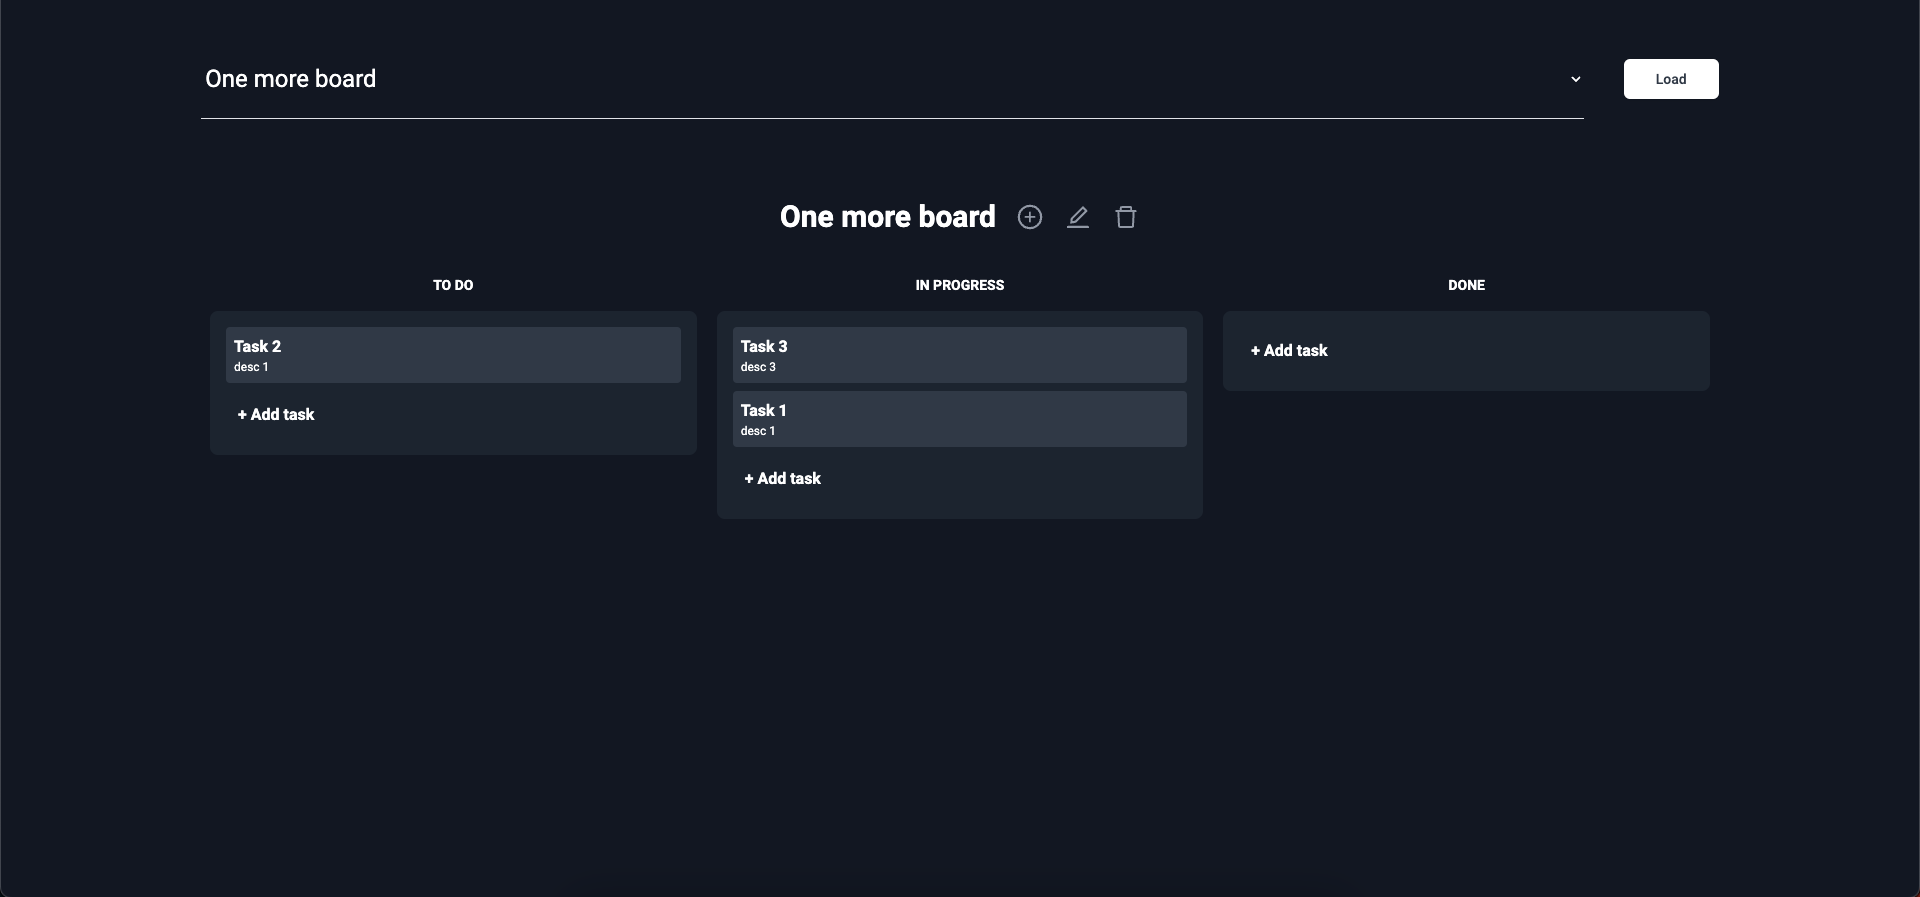 One more board
Load
One more board
TO DO
Task 2
desc 1
+ Add task
IN PROGRESS
Task 3
desc 3
Task 1
desc 1
+ Add task
DONE
+ Add task